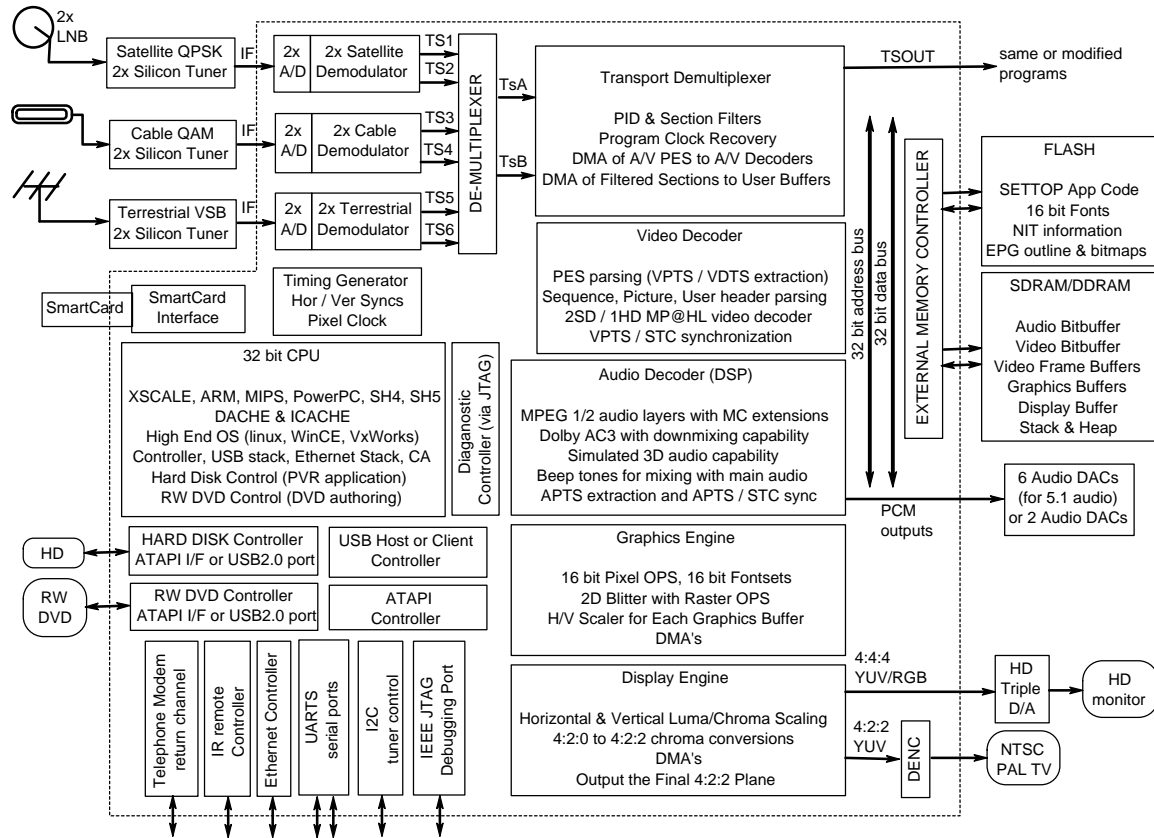 2x
LNB
Satellite QPSK
2x Silicon Tuner
IF
2x
A/D
2x Satellite
Demodulator
TS1
TS2
Cable QAM
2x Silicon Tuner
IF
2x
A/D
2x Cable
Demodulator
TS3
TS4
Terrestrial VSB
2x Silicon Tuner
IF
2x
A/D
2x Terrestrial
Demodulator
TS5
TS6
DE-MULTIPLEXER
TsA
TsB
Transport Demultiplexer
PID & Section Filters
Program Clock Recovery
DMA of A/V PES to A/V Decoders
DMA of Filtered Sections to User Buffers
TSOUT
same or modified
programs
32 bit address bus
32 bit data bus
EXTERNAL MEMORY CONTROLLER
FLASH
SETTOP App Code
16 bit Fonts
NIT information
EPG outline & bitmaps
SDRAM/DDRAM
Audio Bitbuffer
Video Bitbuffer
Video Frame Buffers
Graphics Buffers
Display Buffer
Stack & Heap
Video Decoder
PES parsing (VPTS / VDTS extraction)
Sequence, Picture, User header parsing
2SD / 1HD MP@HL video decoder
VPTS / STC synchronization
SmartCard
SmartCard
Interface
Timing Generator
Hor / Ver Syncs
Pixel Clock
32 bit CPU
XSCALE, ARM, MIPS, PowerPC, SH4, SH5
DACHE & ICACHE
High End OS (linux, WinCE, VxWorks)
Controller, USB stack, Ethernet Stack, CA
Hard Disk Control (PVR application)
RW DVD Control (DVD authoring)
Diaganostic
Controller (via JTAG)
Audio Decoder (DSP)
MPEG 1/2 audio layers with MC extensions
Dolby AC3 with downmixing capability
Simulated 3D audio capability
Beep tones for mixing with main audio
APTS extraction and APTS / STC sync
PCM
outputs
6 Audio DACs
(for 5.1 audio)
or 2 Audio DACs
HD
HARD DISK Controller
ATAPI I/F or USB2.0 port
USB Host or Client
Controller
RW
DVD
RW DVD Controller
ATAPI I/F or USB2.0 port
ATAPI
Controller
Graphics Engine
16 bit Pixel OPS, 16 bit Fontsets
2D Blitter with Raster OPS
H/V Scaler for Each Graphics Buffer
DMA's
Telephone Modem
return channel
IR remote
Controller
Ethernet Controller
UARTS
serial ports
I2C
tuner control
IEEE JTAG
Debugging Port
Display Engine
Horizontal & Vertical Luma/Chroma Scaling
4:2:0 to 4:2:2 chroma conversions
DMA's
Output the Final 4:2:2 Plane
4:4:4
YUV/RGB
HD
Triple
D/A
HD
monitor
4:2:2
YUV
DENC
NTSC
PAL TV